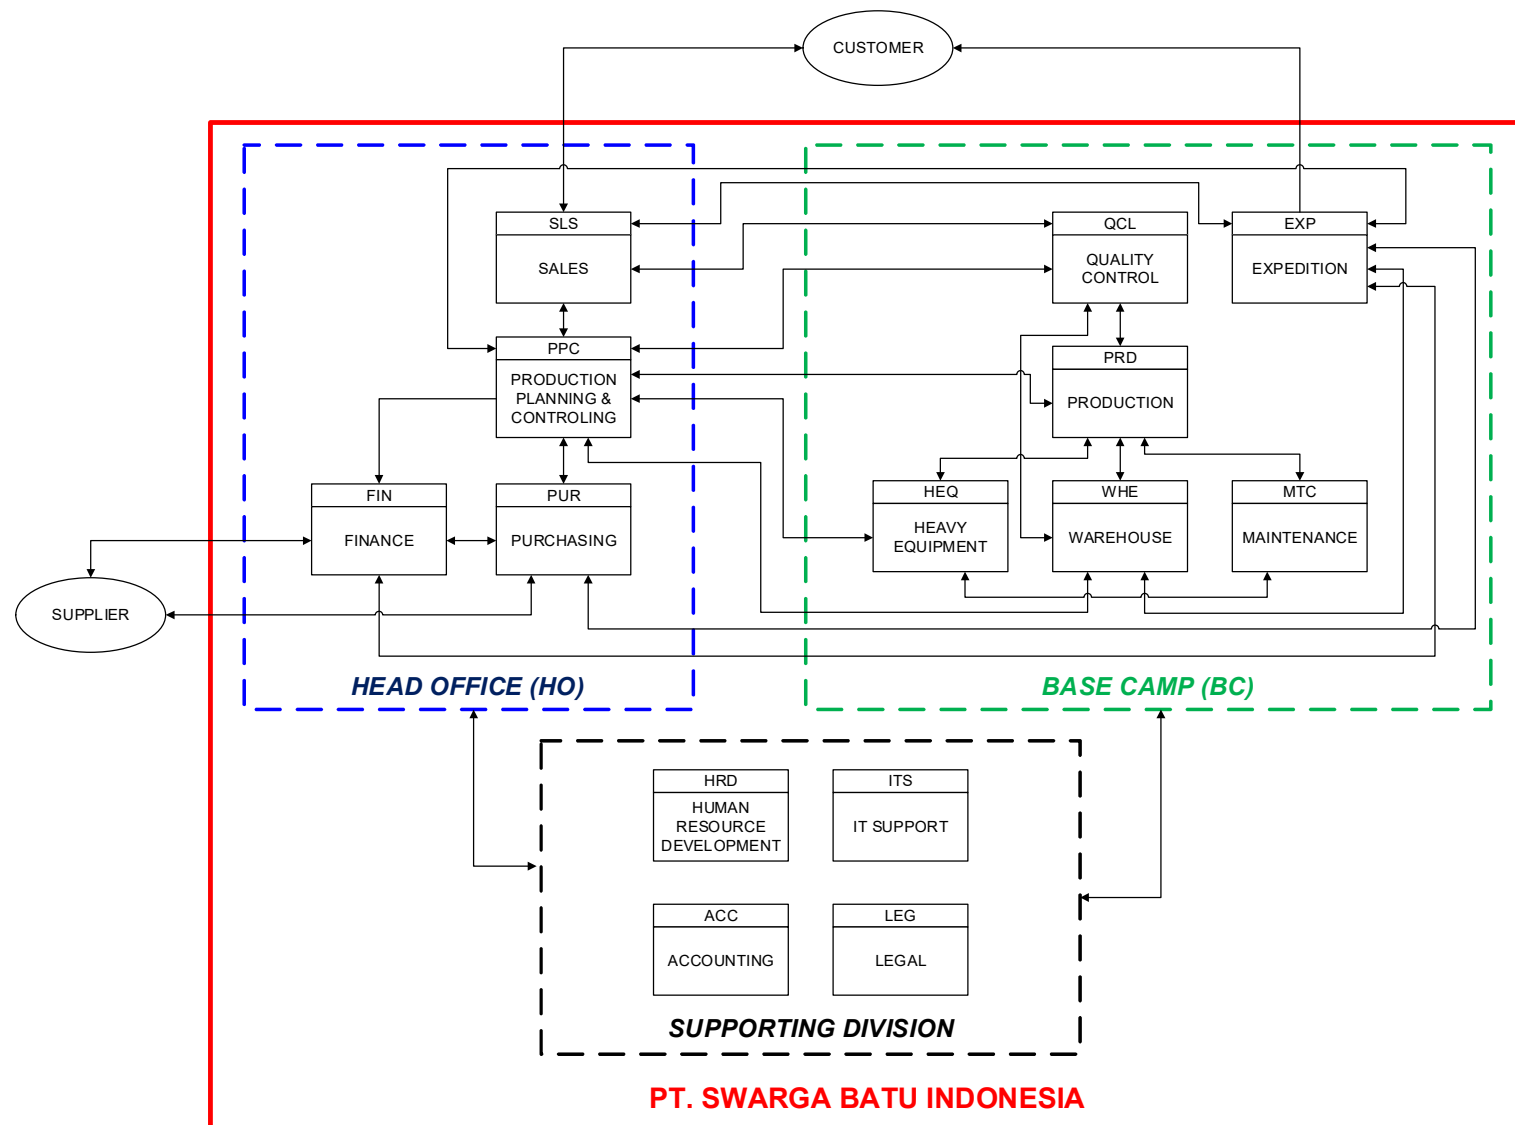 CUSTOMER
SLS
SALES
QCL
QUALITY
CONTROL
EXP
EXPEDITION
PPC
PRODUCTION
PLANNING &
CONTROLING
PRD
PRODUCTION
FIN
FINANCE
PUR
PURCHASING
HEQ
HEAVY
EQUIPMENT
WHE
WAREHOUSE
MTC
MAINTENANCE
SUPPLIER
HEAD OFFICE (HO)
BASE CAMP (BC)
HRD
HUMAN
RESOURCE
DEVELOPMENT
ITS
IT SUPPORT
ACC
ACCOUNTING
LEG
LEGAL
SUPPORTING DIVISION
PT. SWARGA BATU INDONESIA